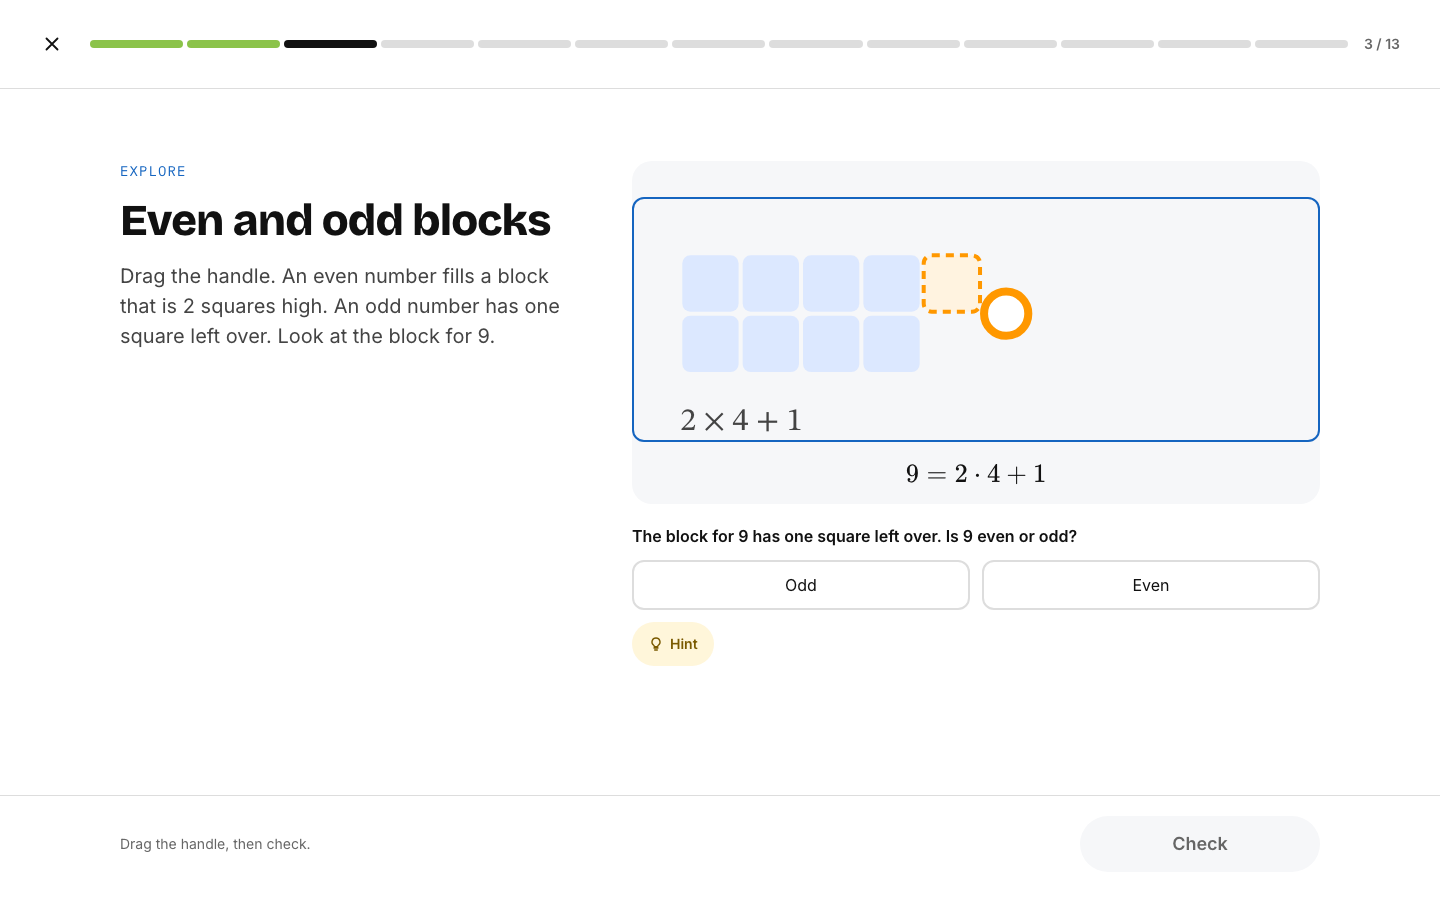 3 / 13
EXPLORE
Even and odd blocks
Drag the handle. An even number fills a block
that is 2 squares high. An odd number has one
square left over. Look at the block for 9.
2 × 4 + 1
9 = 2 · 4 + 1
The block for 9 has one square left over. Is 9 even or odd?
Odd
Even
Hint
Drag the handle, then check.
Check